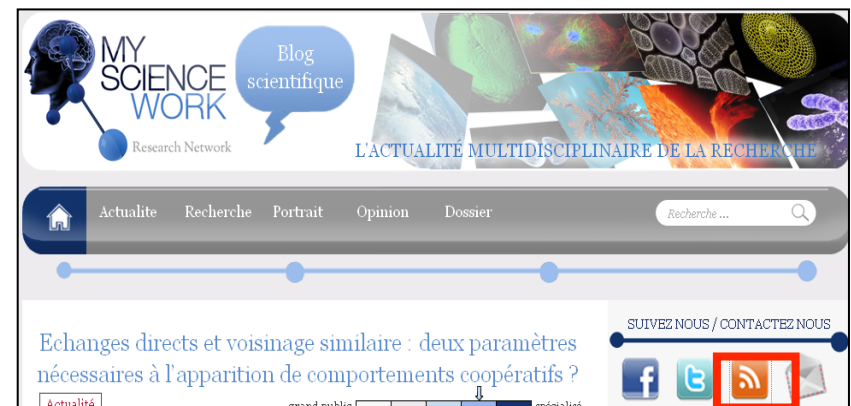 MY
SCIENCE
WORK
Research Network
Blog
scientifique
L'ACTUALITÉ MULTIDISCIPLINAIRE DE LA RECHERCHE
Actualite Recherche Portrait Opinion Dossier
Recherche ...
SUIVEZ NOUS / CONTACTEZ NOUS
Echanges directs et voisinage similaire : deux paramètres
nécessaires à l'apparition de comportements coopératifs ?
Actualité
grand public
spécialisé